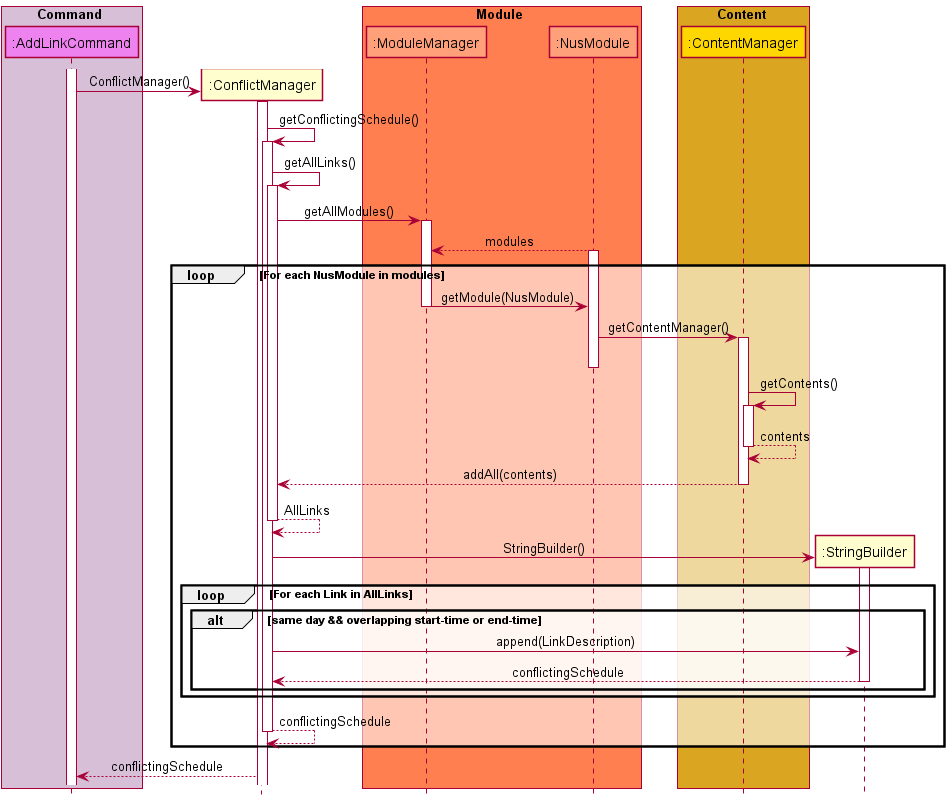 Command
Module
Content
:AddLinkCommand
:ModuleManager
:NusModule
:ContentManager
ConflictManager()
:ConflictManager
getConflictingSchedule()
getAllLinks()
getAllModules()
modules
loop
[For each NusModule in modules]
getModule(NusModule)
getContentManager()
getContents()
contents
addAll(contents)
AllLinks
StringBuilder()
:StringBuilder
loop
[For each Link in AllLinks]
alt
[same day && overlapping start-time or end-time]
append(LinkDescription)
conflictingSchedule
conflictingSchedule
conflictingSchedule